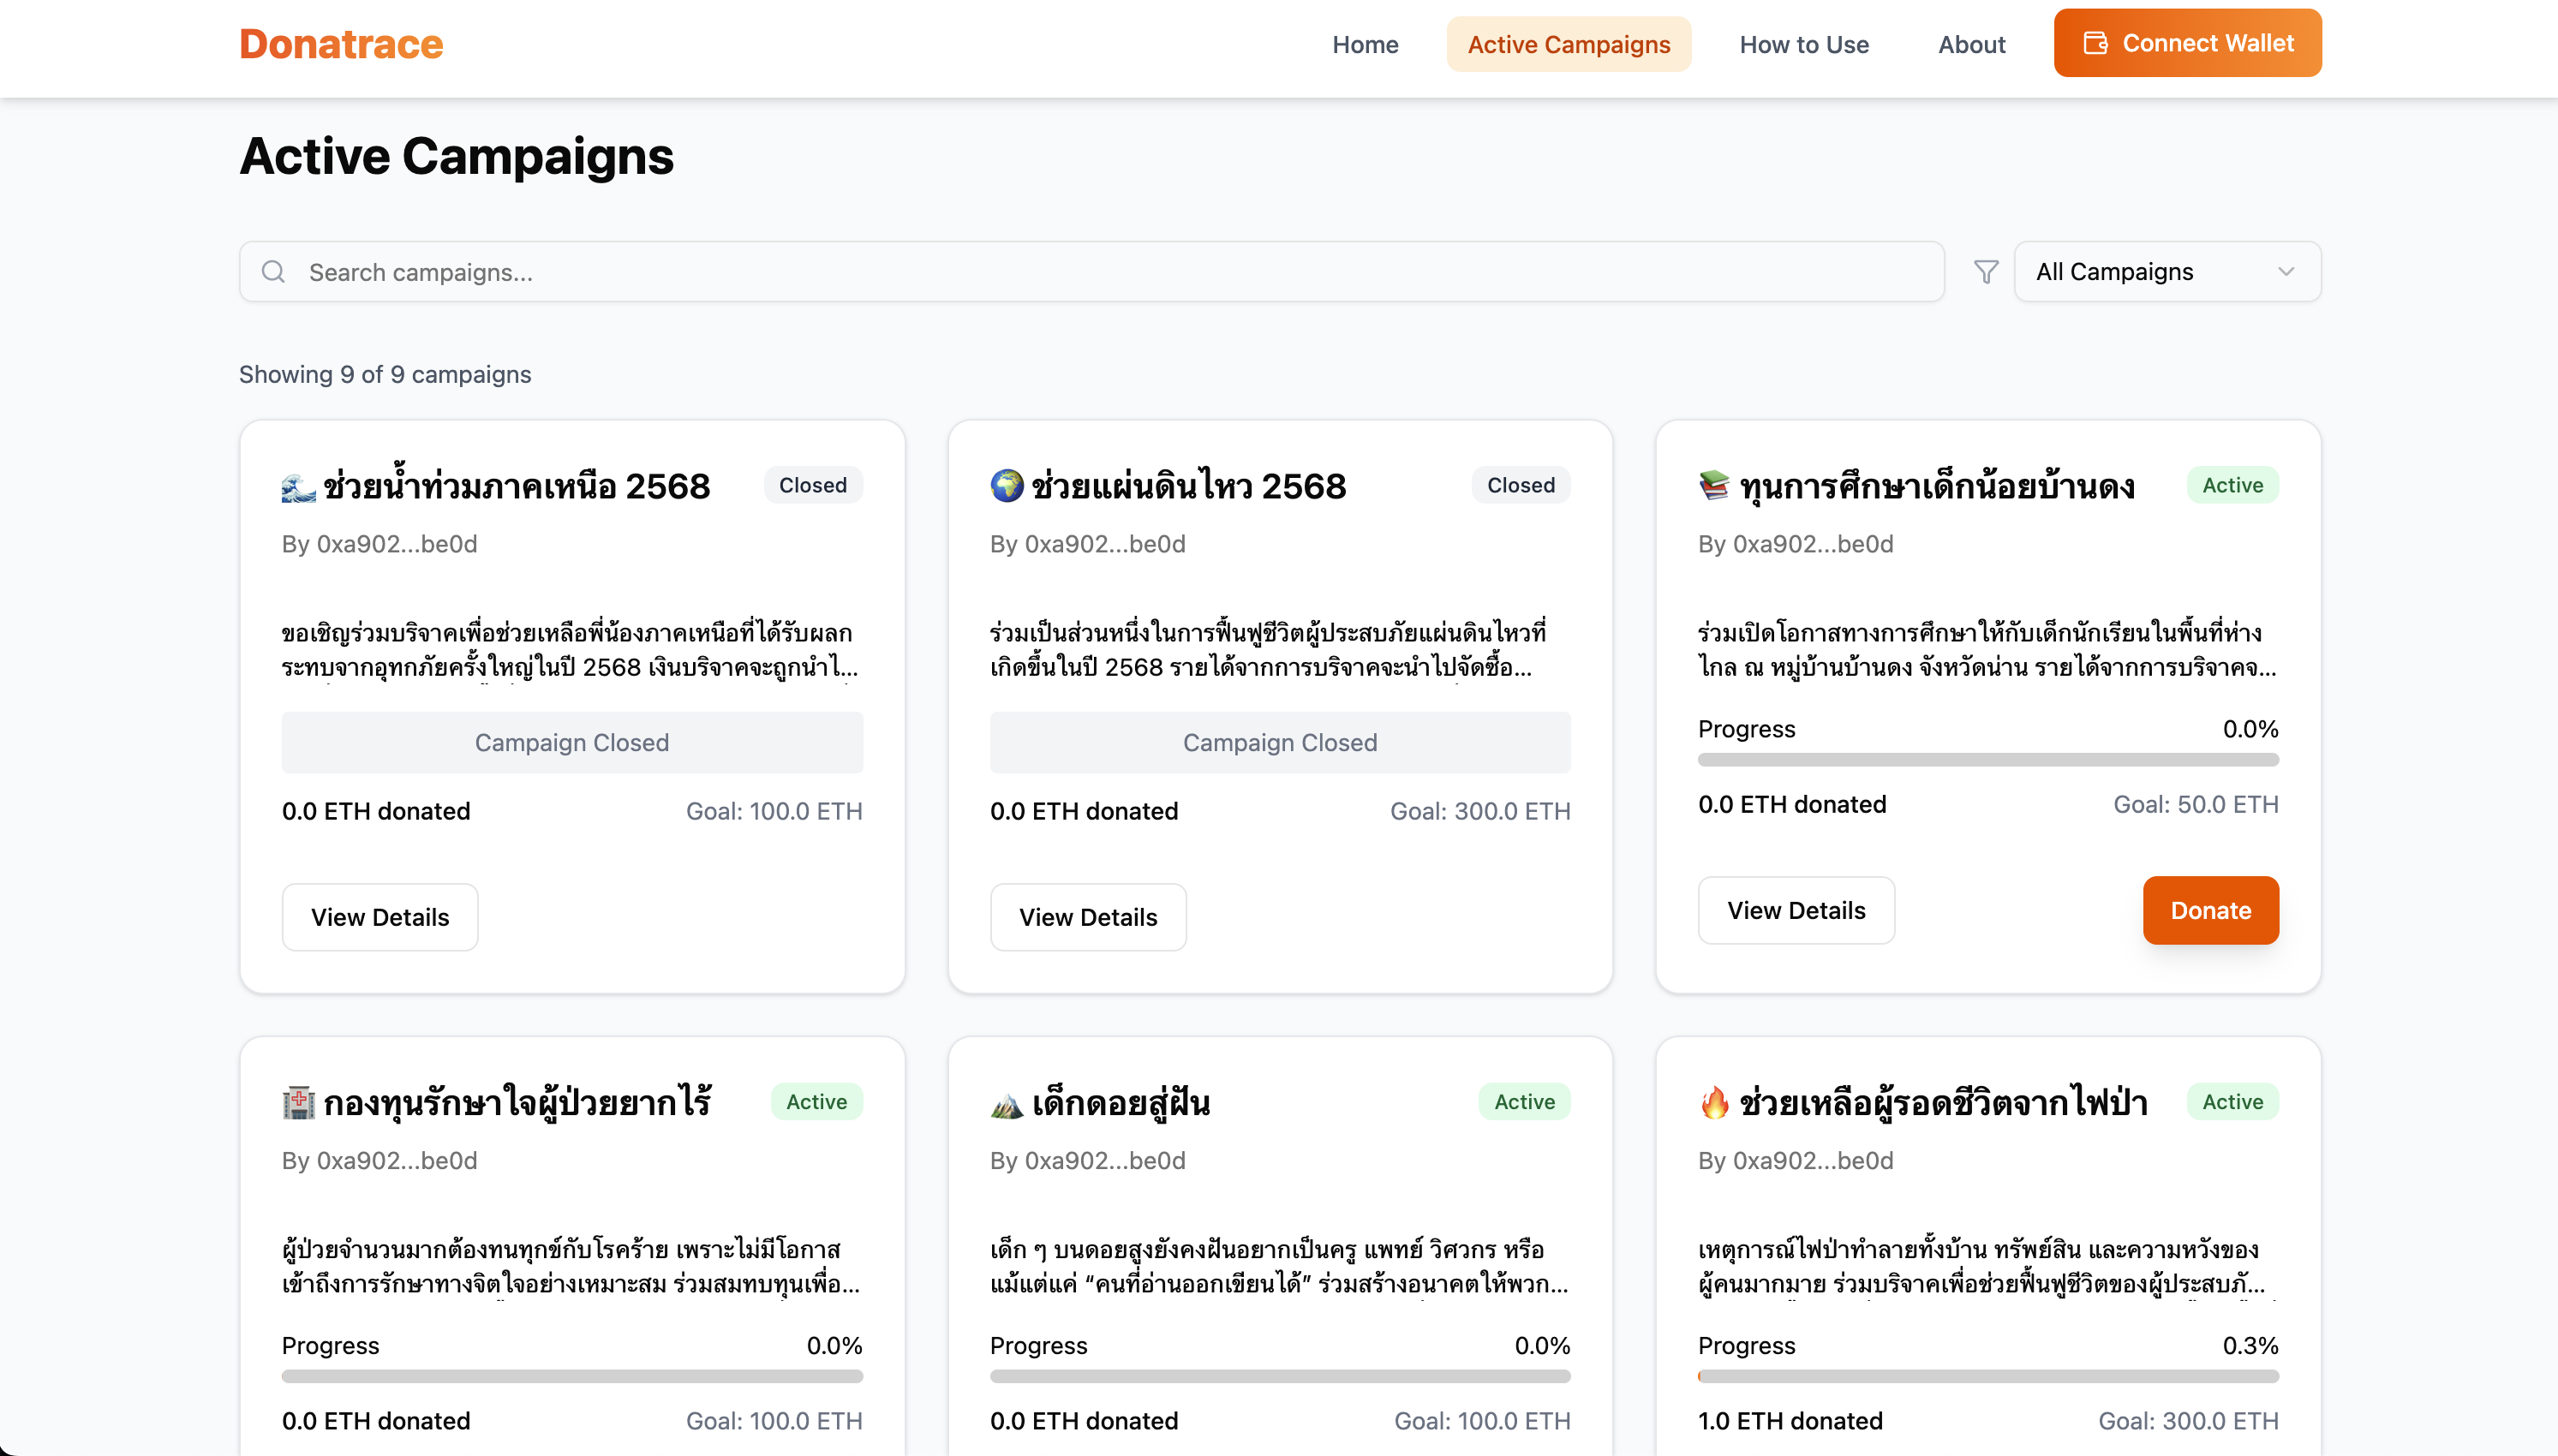 Donatrace
Home
Active Campaigns
How to Use
About
Connect Wallet
Active Campaigns
Search campaigns...
All Campaigns
Showing 9 of 9 campaigns
ช่วยน้ำท่วมภาคเหนือ 2568
Closed
By 0xa902...be0d
ขอเชิญร่วมบริจาคเพื่อช่วยเหลือพี่น้องภาคเหนือที่ได้รับผลก
ระทบจากอุทกภัยครั้งใหญ่ในปี 2568 เงินบริจาคจะถูกนำไ...
Campaign Closed
0.0 ETH donated
Goal: 100.0 ETH
View Details
ช่วยแผ่นดินไหว 2568
Closed
By 0xa902...be0d
ร่วมเป็นส่วนหนึ่งในการฟื้นฟูชีวิตผู้ประสบภัยแผ่นดินไหวที่
เกิดขึ้นในปี 2568 รายได้จากการบริจาคจะนำไปจัดซื้อ...
Campaign Closed
0.0 ETH donated
Goal: 300.0 ETH
View Details
ทุนการศึกษาเด็กน้อยบ้านดง
Active
By 0xa902...be0d
ร่วมเปิดโอกาสทางการศึกษาให้กับเด็กนักเรียนในพื้นที่ห่าง
ไกล ณ หมู่บ้านบ้านดง จังหวัดน่าน รายได้จากการบริจาคจ...
Progress
0.0%
0.0 ETH donated
Goal: 50.0 ETH
View Details
Donate
กองทุนรักษาใจผู้ป่วยยากไร้
Active
By 0xa902...be0d
ผู้ป่วยจำนวนมากต้องทนทุกข์กับโรคร้าย เพราะไม่มีโอกาส
เข้าถึงการรักษาทางจิตใจอย่างเหมาะสม ร่วมสมทบทุนเพื่อ...
Progress
0.0%
0.0 ETH donated
Goal: 100.0 ETH
เด็กดอยสู่ฝัน
Active
By 0xa902...be0d
เด็ก ๆ บนดอยสูงยังคงฝันอยากเป็นครู แพทย์ วิศวกร หรือ
แม้แต่แค่ “คนที่อ่านออกเขียนได้” ร่วมสร้างอนาคตให้พวก...
Progress
0.0%
0.0 ETH donated
Goal: 100.0 ETH
ช่วยเหลือผู้รอดชีวิตจากไฟป่า
Active
By 0xa902...be0d
เหตุการณ์ไฟป่าทำลายทั้งบ้าน ทรัพย์สิน และความหวังของ
ผู้คนมากมาย ร่วมบริจาคเพื่อช่วยฟื้นฟูชีวิตของผู้ประสบภั...
Progress
0.3%
1.0 ETH donated
Goal: 300.0 ETH